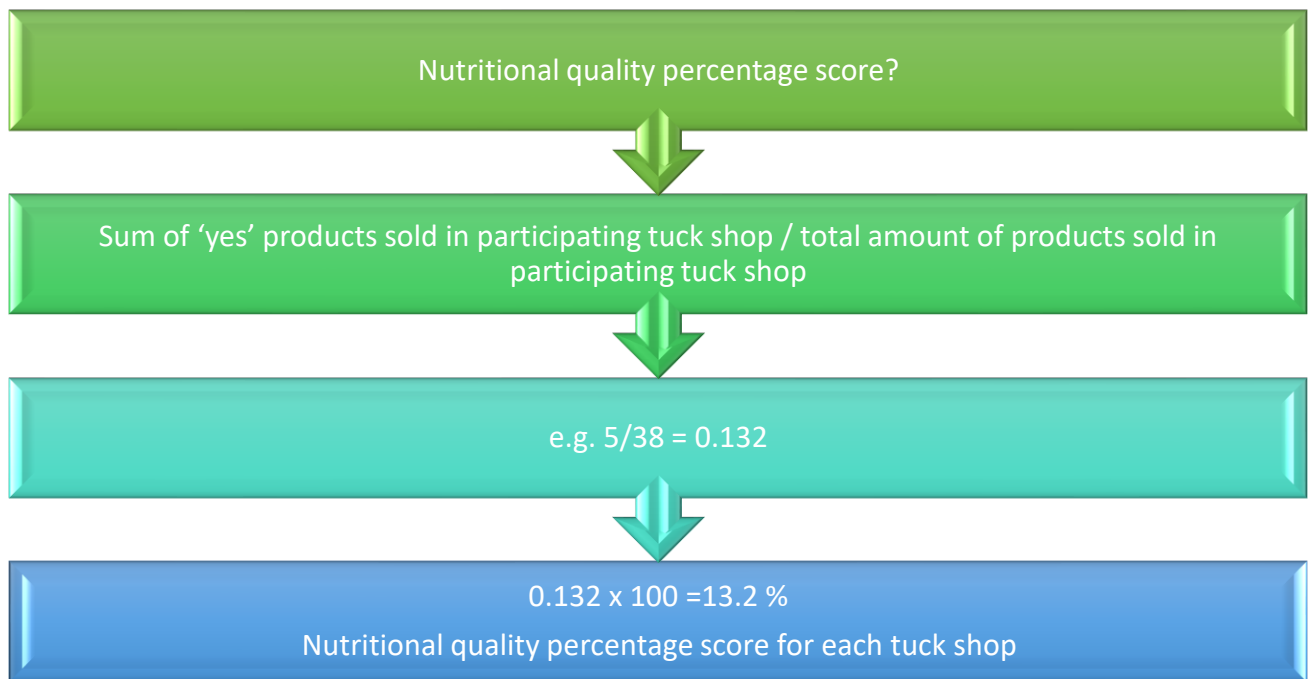 Nutritional quality percentage score?
Sum of ‘yes’ products sold in participating tuck shop / total amount of products sold in
participating tuck shop
e.g. 5/38 = 0.132
0.132 x 100 =13.2 %
Nutritional quality percentage score for each tuck shop